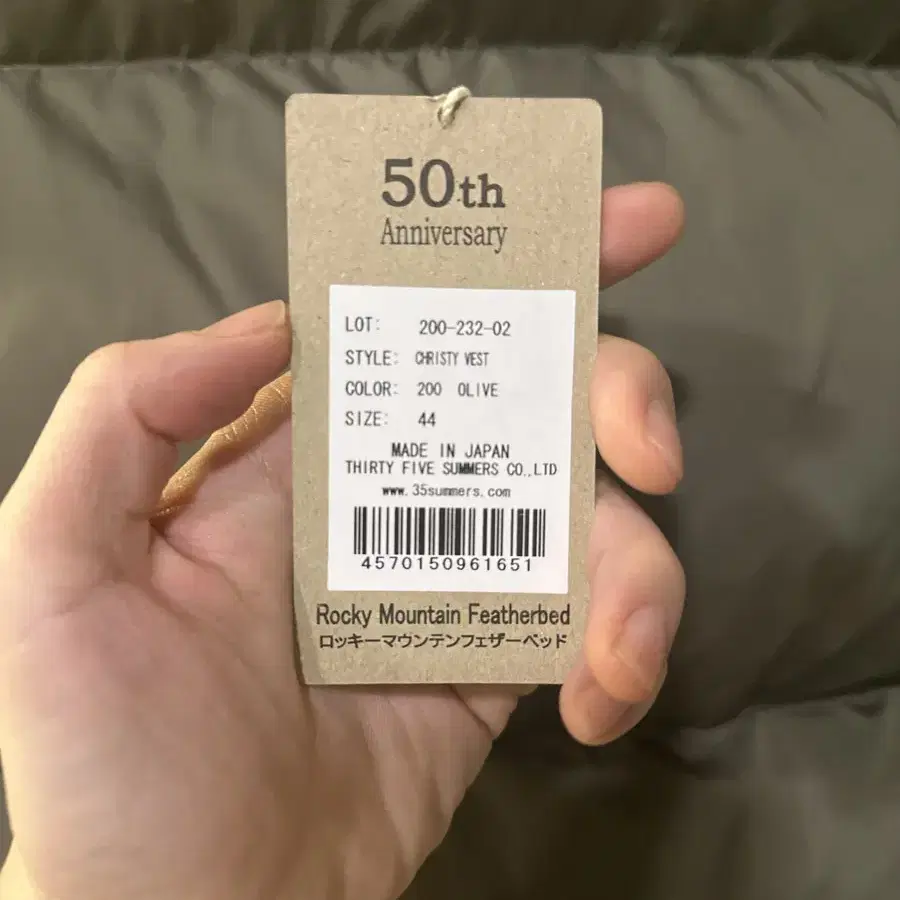 50th
Anniversary
LOT: 200-232-02
STYLE: CHRISTY VEST
COLOR: 200 OLIVE
SIZE: 44
MADE IN JAPAN
THIRTY FIVE SUMMERS CO.,LTD
www.35summers.com
4570150961651
Rocky Mountain Featherbed
ロッキーマウンテンフェザーベッド